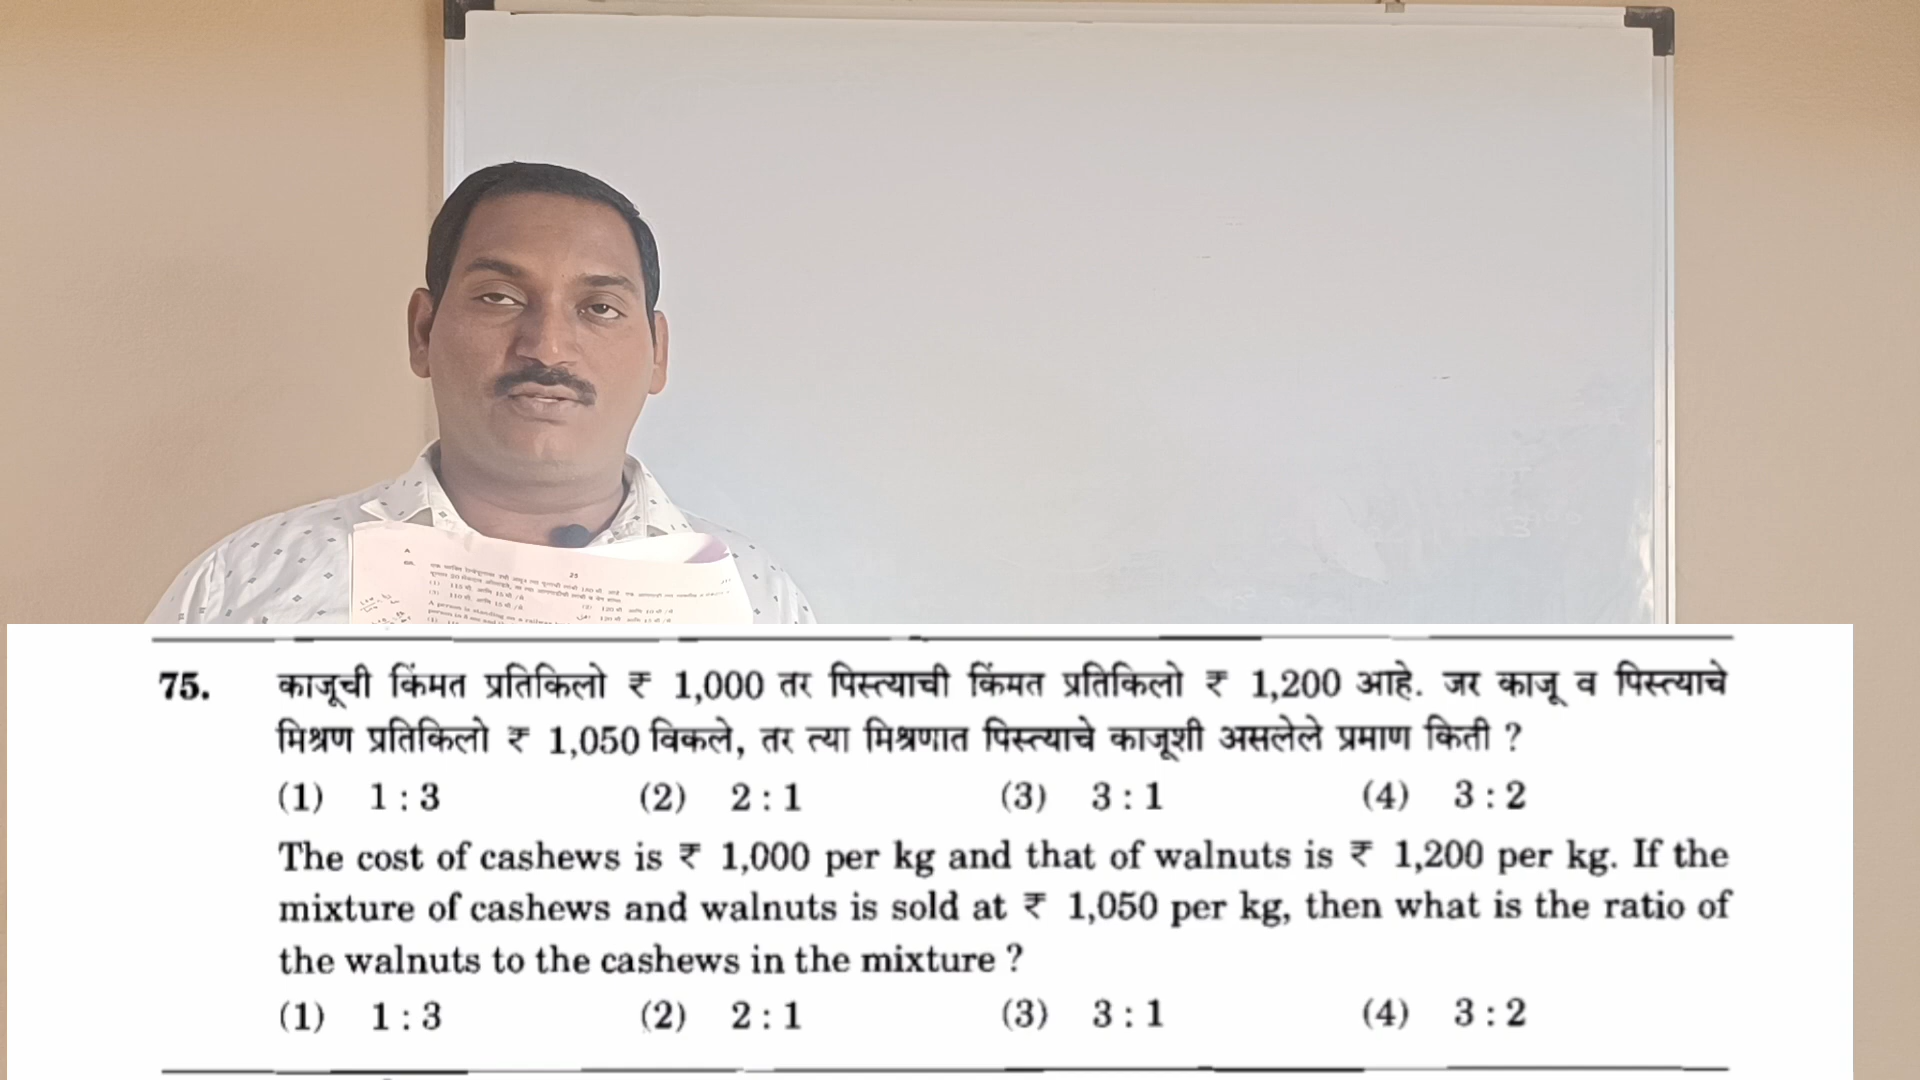 A
25
75. काजूची किंमत प्रतिकिलो ₹ 1,000 तर पिस्त्याची किंमत प्रतिकिलो ₹ 1,200 आहे. जर काजू व पिस्त्याचे
मिश्रण प्रतिकिलो ₹ 1,050 विकले, तर त्या मिश्रणात पिस्त्याचे काजूशी असलेले प्रमाण किती ?
(1) 1 : 3 (2) 2 : 1 (3) 3 : 1 (4) 3 : 2
The cost of cashews is ₹ 1,000 per kg and that of walnuts is ₹ 1,200 per kg. If the
mixture of cashews and walnuts is sold at ₹ 1,050 per kg, then what is the ratio of
the walnuts to the cashews in the mixture ?
(1) 1 : 3 (2) 2 : 1 (3) 3 : 1 (4) 3 : 2